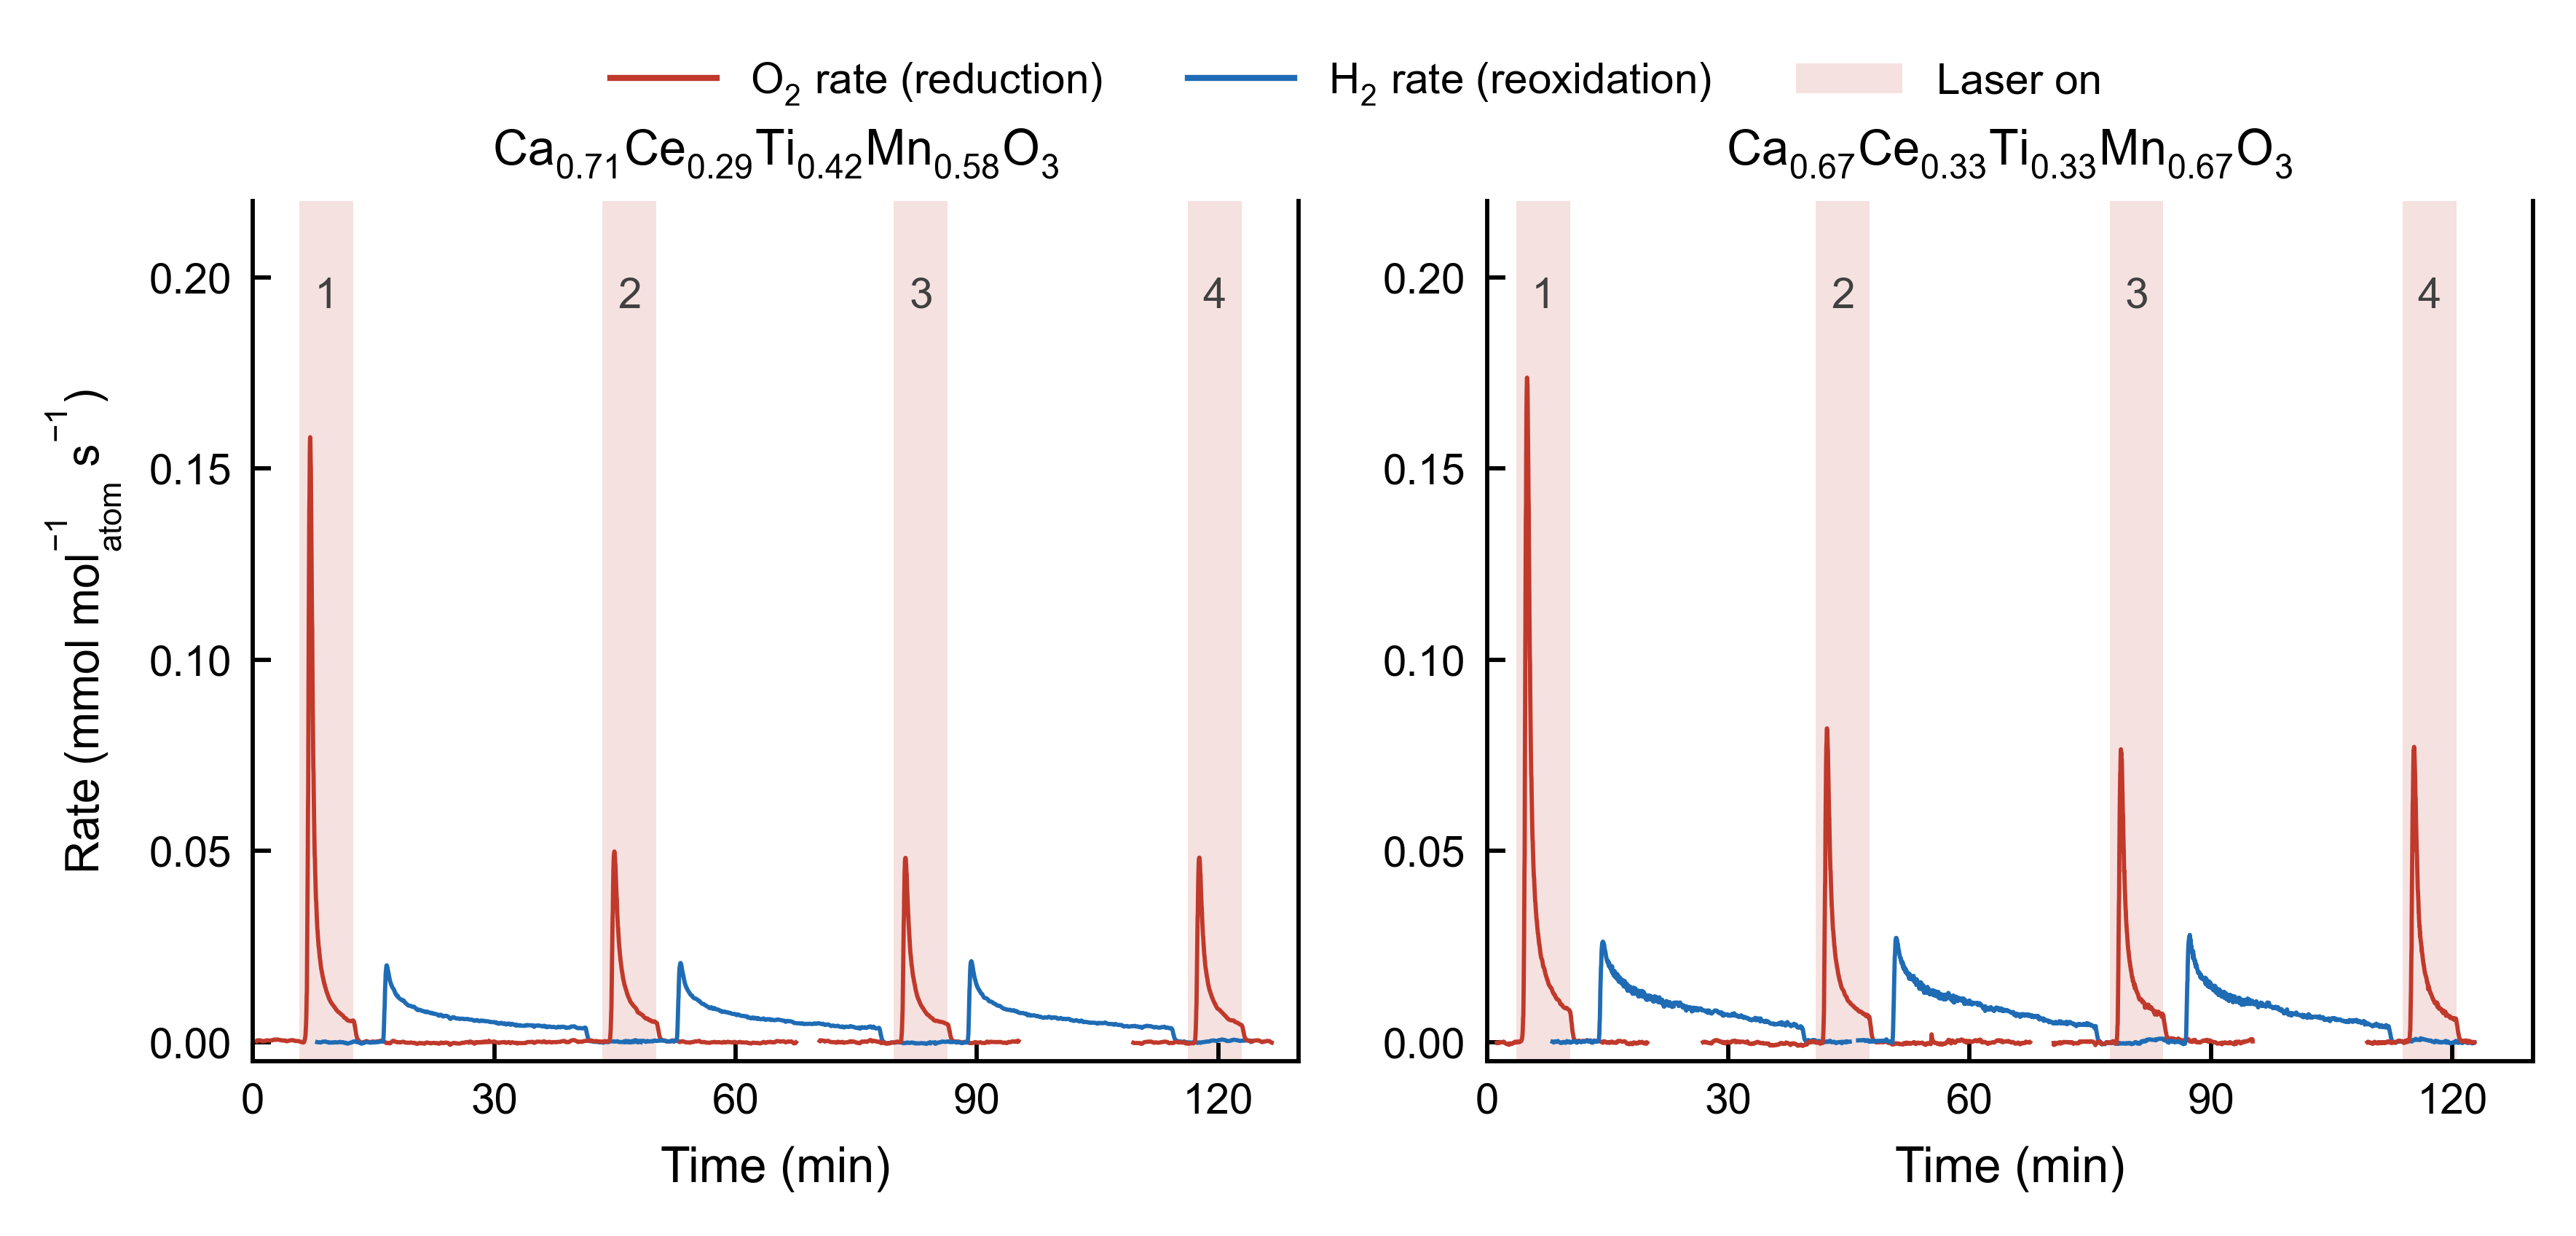 O₂ rate (reduction) H₂ rate (reoxidation) Laser on
Ca₀.₇₁Ce₀.₂₉Ti₀.₄₂Mn₀.₅₈O₃
0.20
0.15
0.10
0.05
0.00
1 2 3 4
0 30 60 90 120
Time (min)
Rate (mmol mol⁻¹ₐₜₒₘ s⁻¹)
Ca₀.₆₇Ce₀.₃₃Ti₀.₃₃Mn₀.₆₇O₃
0.20
0.15
0.10
0.05
0.00
1 2 3 4
0 30 60 90 120
Time (min)